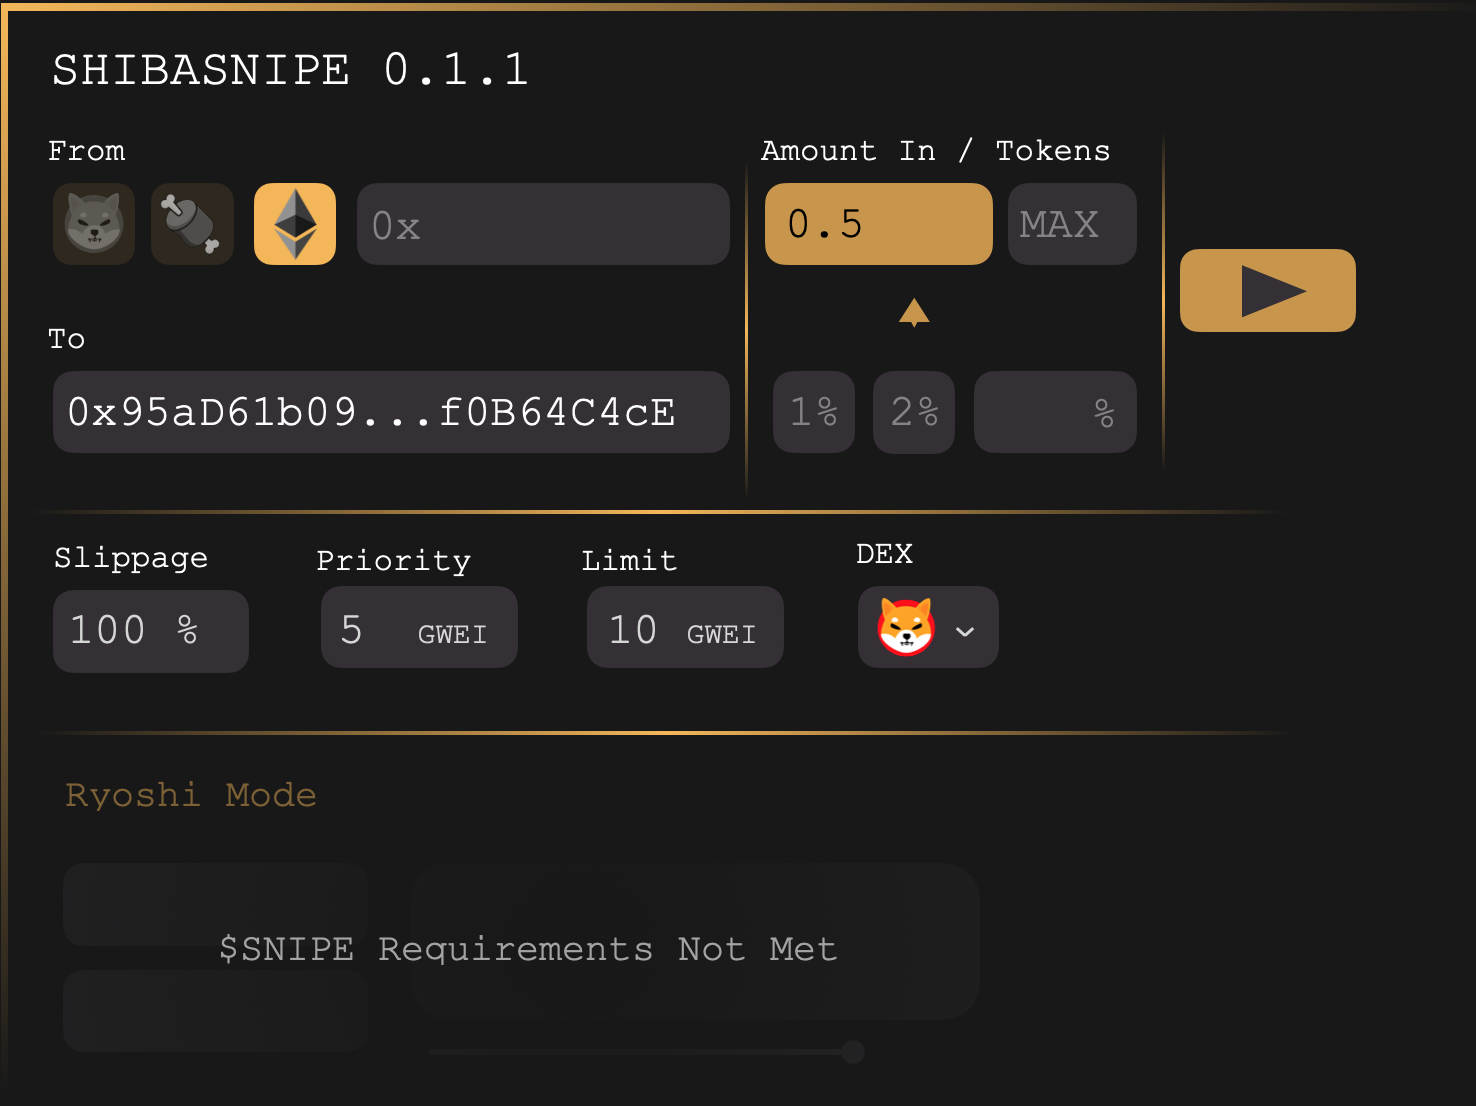 SHIBASNIPE 0.1.1
From
Amount In / Tokens
0x
0.5
MAX
To
0x95aD61b09...f0B64C4cE
1%
2%
%
Slippage
Priority
Limit
DEX
100 %
5 GWEI
10 GWEI
Ryoshi Mode
$SNIPE Requirements Not Met